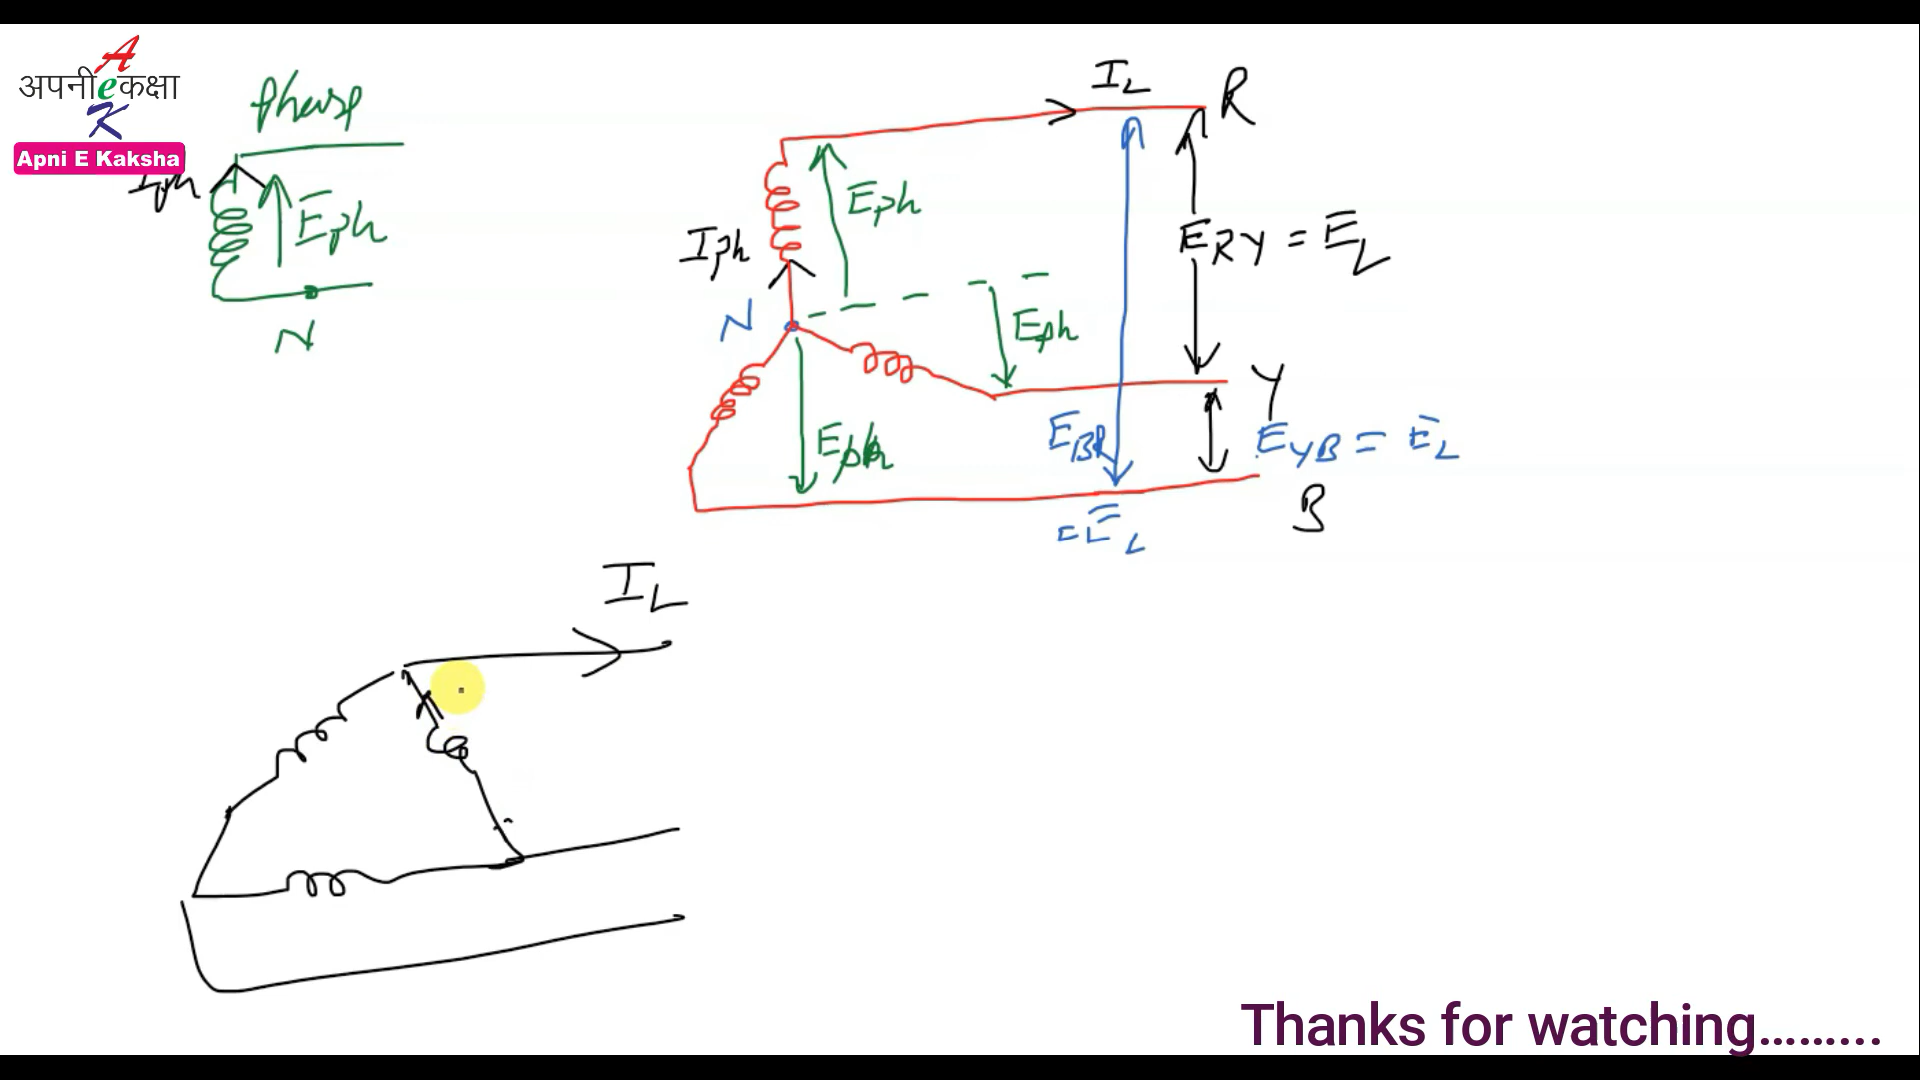 अपनी e कक्षा
A
K
Apni E Kaksha
Phase
Iph
Eph
N
IL
R
Eph
Iph
ERY = EL
N
Eph
Y
Eph
EBR
EYB = EL
= EL
B
IL
Thanks for watching.........